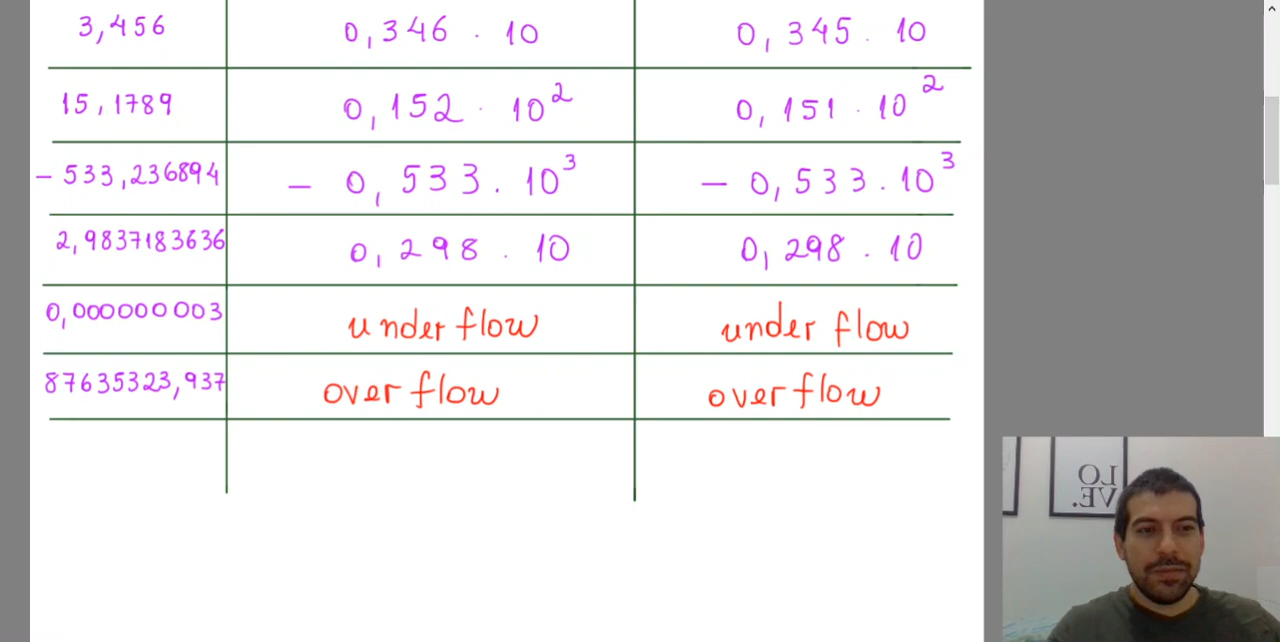 3,456 0,346 . 10 0,345 . 10
15,1789 0,152 . 10² 0,151 . 10²
- 533,236894 - 0,533 . 10³ - 0,533 . 10³
2,9837183636 0,298 . 10 0,298 . 10
0,000000003 underflow underflow
87635323,937 overflow overflow
LO
VE.